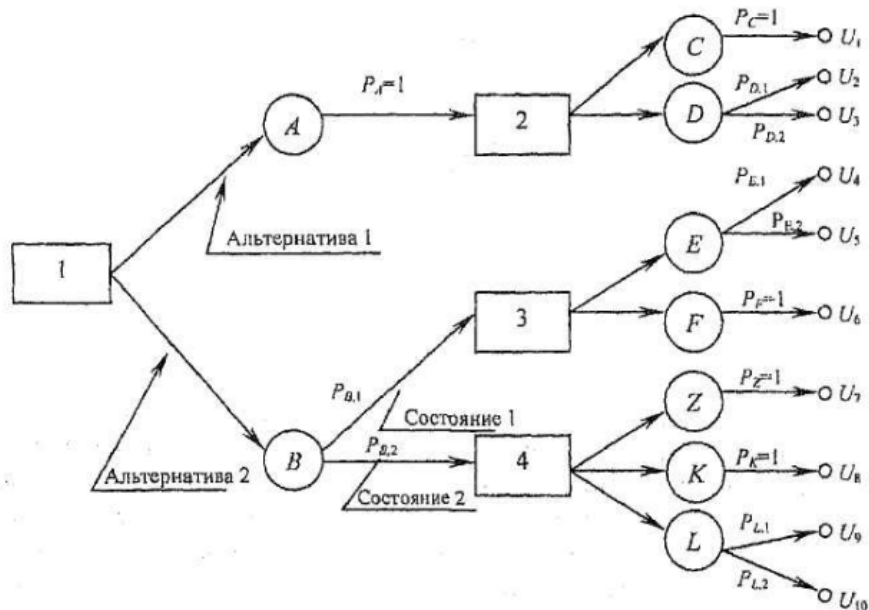 C
P_C=1
U_1
A
P_A=1
2
D
P_{D,1}
U_2
P_{D,2}
U_3
Альтернатива 1
1
E
P_{E,1}
U_4
P_{E,2}
U_5
3
F
P_F=1
U_6
B
P_{B,1}
Состояние 1
P_{B,2}
Состояние 2
Альтернатива 2
4
Z
P_Z=1
U_7
K
P_K=1
U_8
L
P_{L,1}
U_9
P_{L,2}
U_{10}